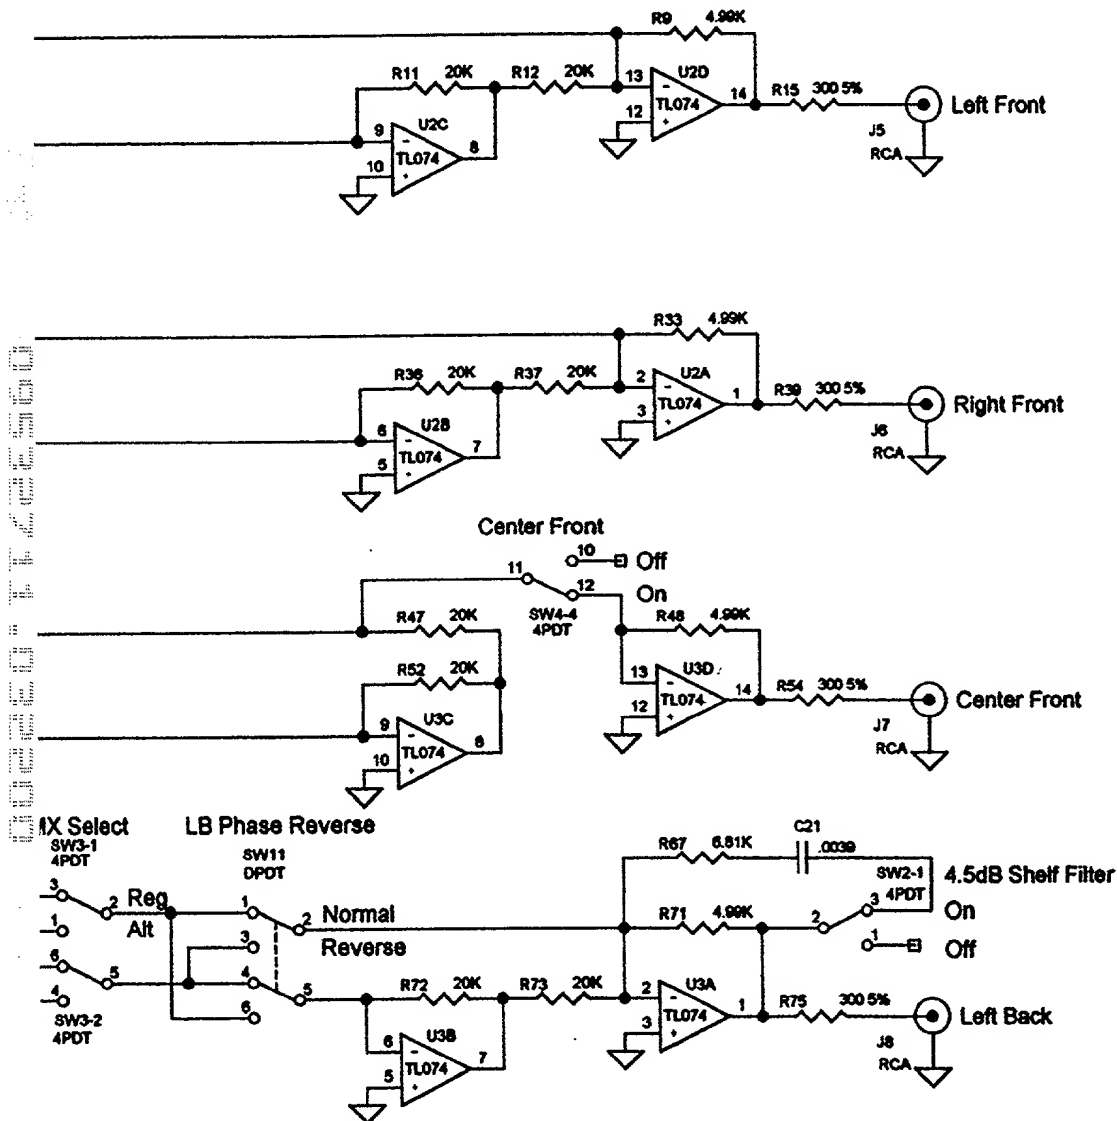 R9 4.99K
R11 20K R12 20K
13 U2D
TL074
14 R15 300 5%
12
Left Front
J5
RCA
9 U2C
TL074
8
10
R33 4.99K
R36 20K R37 20K
2 U2A
TL074
1 R39 300 5%
3
Right Front
J6
RCA
6 U2B
TL074
7
5
Center Front
10 Off
11
12 On
SW4-4
4PDT
R47 20K
R48 4.99K
R52 20K
13 U3D
TL074
14 R54 300 5%
12
Center Front
J7
RCA
9 U3C
TL074
8
10
MX Select LB Phase Reverse
SW3-1
4PDT
SW11
DPDT
R67 6.81K C21
.0039
SW2-1
4PDT
4.5dB Shelf Filter
3 2 Reg
Alt
1
1 2 Normal
3 Reverse
R71 4.99K
2 3 On
1 Off
6 5
4
4 5
6
SW3-2
4PDT
R72 20K R73 20K
2 U3A
TL074
1 R75 300 5%
3
Left Back
J8
RCA
6 U3B
TL074
7
5